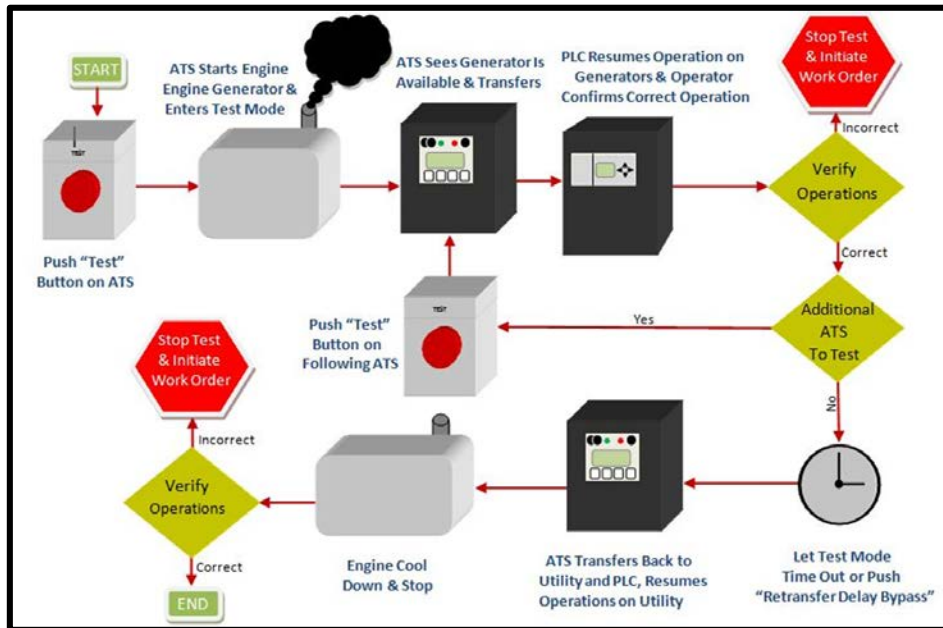 START
TEST
Push “Test”
Button on ATS
ATS Starts Engine
Engine Generator &
Enters Test Mode
ATS Sees Generator Is
Available & Transfers
PLC Resumes Operation on
Generators & Operator
Confirms Correct Operation
Stop Test
& Initiate
Work Order
Incorrect
Verify
Operations
Correct
Additional
ATS
To Test
Yes
TEST
Push “Test”
Button on
Following ATS
No
Let Test Mode
Time Out or Push
“Retransfer Delay Bypass”
ATS Transfers Back to
Utility and PLC, Resumes
Operations on Utility
Engine Cool
Down & Stop
Stop Test
& Initiate
Work Order
Incorrect
Verify
Operations
Correct
END